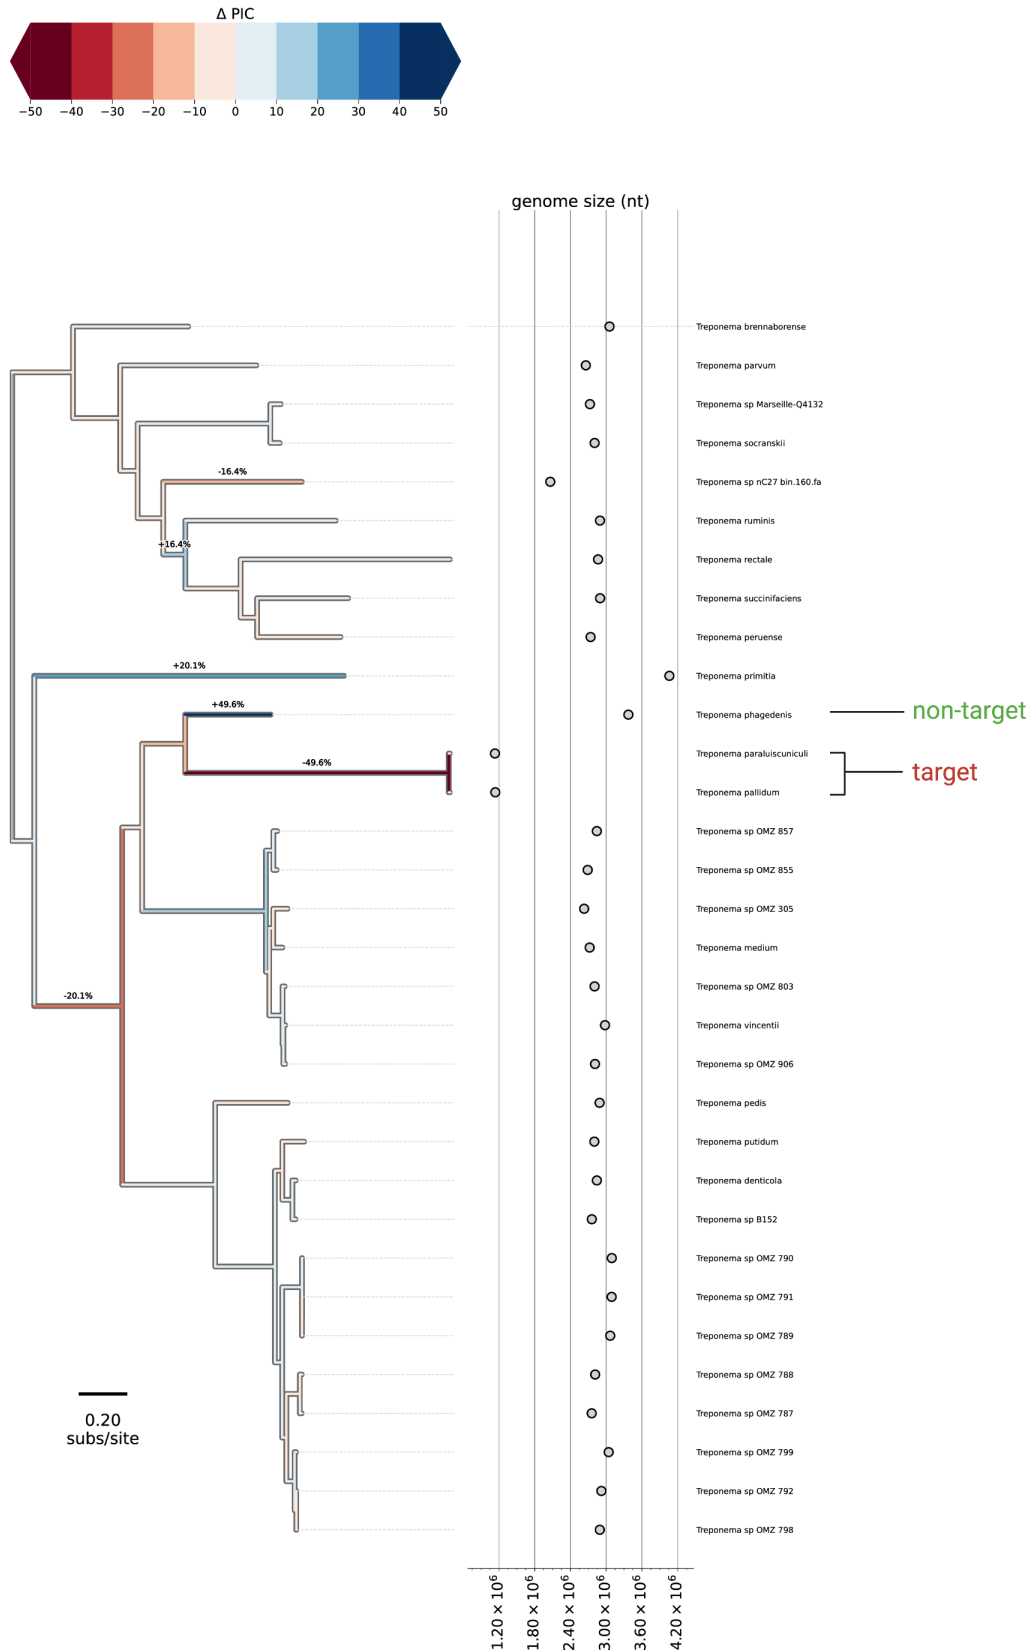 Δ PIC
−50 −40 −30 −20 −10 0 10 20 30 40 50
genome size (nt)
Treponema brennaborense
Treponema parvum
Treponema sp Marseille-Q4132
Treponema socranskii
-16.4%
Treponema sp nC27 bin.160.fa
Treponema ruminis
+16.4%
Treponema rectale
Treponema succinifaciens
Treponema peruense
+20.1%
Treponema primitia
+49.6%
Treponema phagedenis
non-target
Treponema paraluiscuniculi
-49.6%
target
Treponema pallidum
Treponema sp OMZ 857
Treponema sp OMZ 855
Treponema sp OMZ 305
Treponema medium
Treponema sp OMZ 803
-20.1%
Treponema vincentii
Treponema sp OMZ 906
Treponema pedis
Treponema putidum
Treponema denticola
Treponema sp B152
Treponema sp OMZ 790
Treponema sp OMZ 791
Treponema sp OMZ 789
Treponema sp OMZ 788
Treponema sp OMZ 787
0.20
subs/site
Treponema sp OMZ 799
Treponema sp OMZ 792
Treponema sp OMZ 798
1.20 × 10⁶
1.80 × 10⁶
2.40 × 10⁶
3.00 × 10⁶
3.60 × 10⁶
4.20 × 10⁶